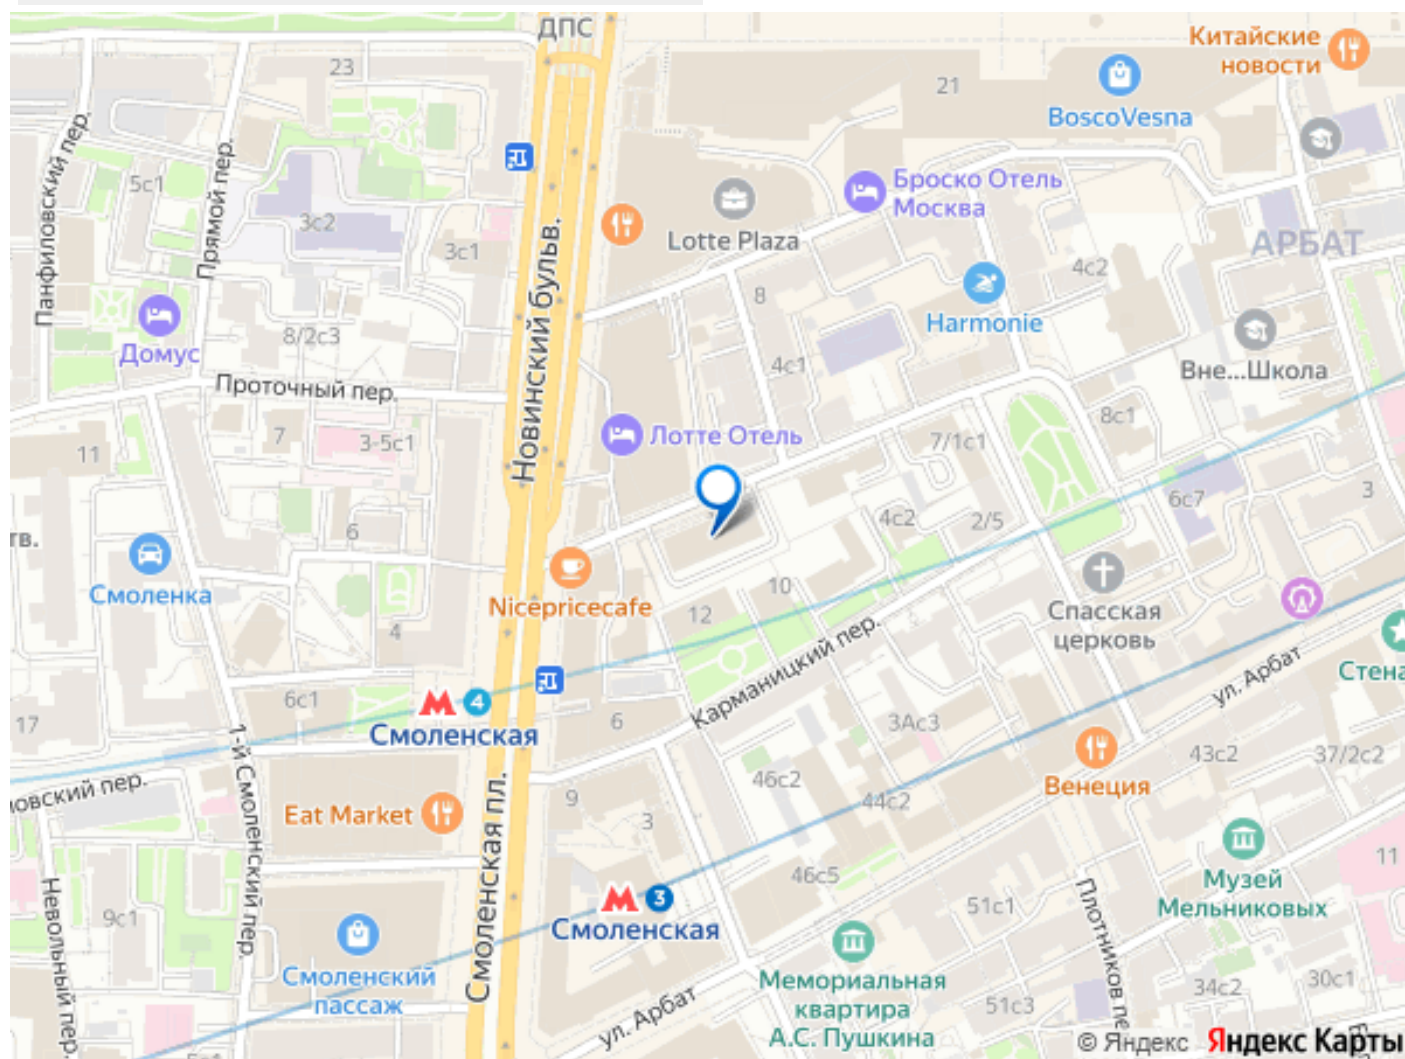 ДПС
Китайские
новости
23
21
BoscoVesna
Панфиловский пер.
5с1
Прямой пер.
3с2
3с1
Новинский бульв.
Броско Отель
Москва
Lotte Plaza
АРБАТ
4с2
8
Harmonie
Домус
8/2с3
4с1
Вне...Школа
Проточный пер.
8с1
7
3-5с1
11
Лотте Отель
7/1с1
6с7
3
6
4с2
2/5
тв.
Смоленка
Nicepricecafe
10
12
Спасская
церковь
4
Карманицкий пер.
ул. Арбат
Стена
6с1
4
17
Смоленская
6
3Ас3
43с2
37/2с2
1-й Смоленский пер.
46с2
Венеция
овский пер.
Eat Market
9
3
44с2
Смоленская пл.
46с5
Музей
Мельниковых
11
Невольный пер.
9с1
3
Смоленская
51с1
Плотников пе
Смоленский
пассаж
Мемориальная
квартира
А.С. Пушкина
ул. Арбат
51с3
34с2
30с1
© Яндекс Яндекс Карты